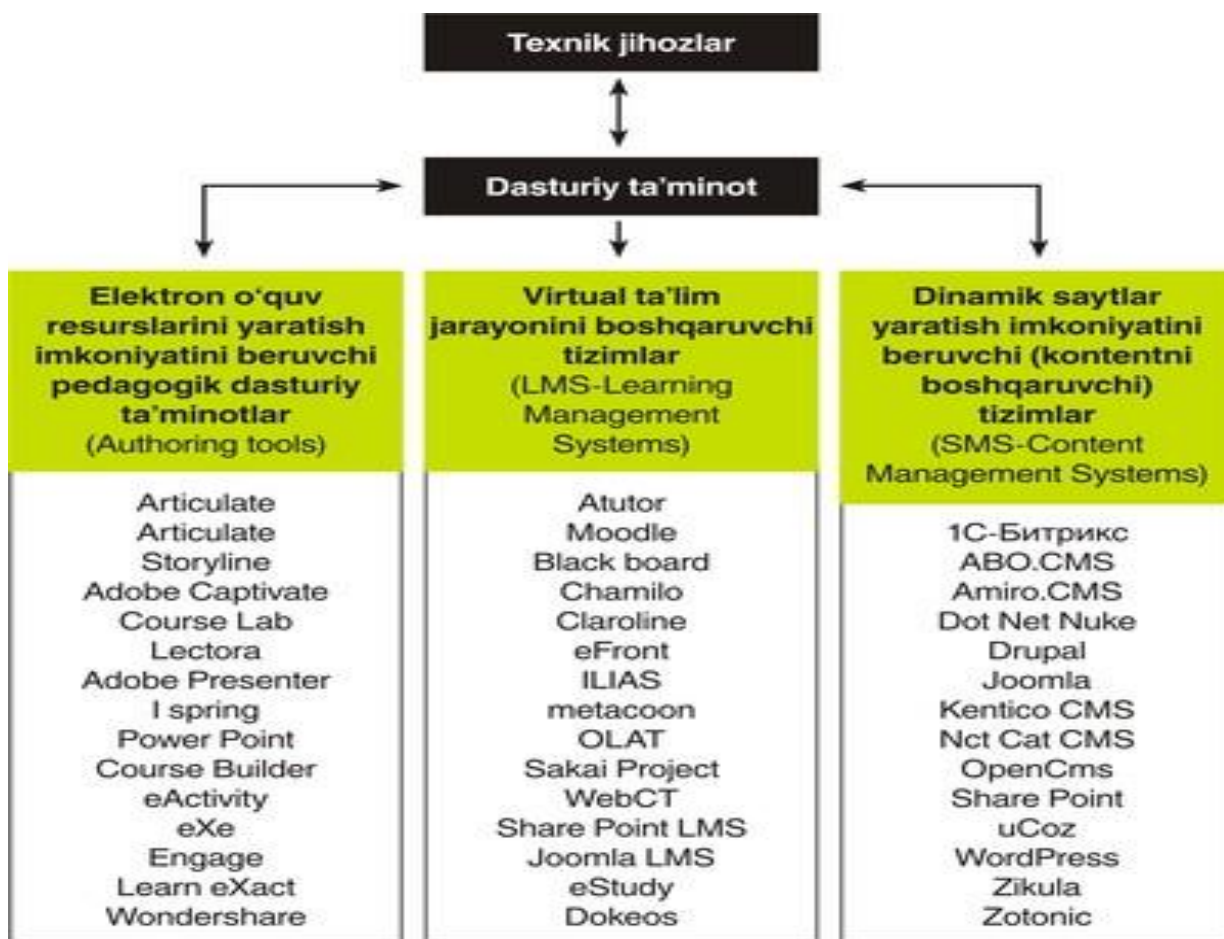 Texnik jihozlar
Dasturiy ta'minot
Elektron o'quv
resurslarini yaratish
imkoniyatini beruvchi
pedagogik dasturiy
ta'minotlar
(Authoring tools)
Articulate
Articulate
Storyline
Adobe Captivate
Course Lab
Lectora
Adobe Presenter
I spring
Power Point
Course Builder
eActivity
eXe
Engage
Learn eXact
Wondershare
Virtual ta'lim
jarayonini boshqaruvchi
tizimlar
(LMS-Learning
Management
Systems)
Atutor
Moodle
Black board
Chamilo
Claroline
eFront
ILIAS
metacoon
OLAT
Sakai Project
WebCT
Share Point LMS
Joomla LMS
eStudy
Dokeos
Dinamik saytlar
yaratish imkoniyatini
beruvchi (kontentni
boshqaruvchi)
tizimlar
(SMS-Content
Management Systems)
1С-Битрикс
ABO.CMS
Amiro.CMS
Dot Net Nuke
Drupal
Joomla
Kentico CMS
Nct Cat CMS
OpenCms
Share Point
uCoz
WordPress
Zikula
Zotonic